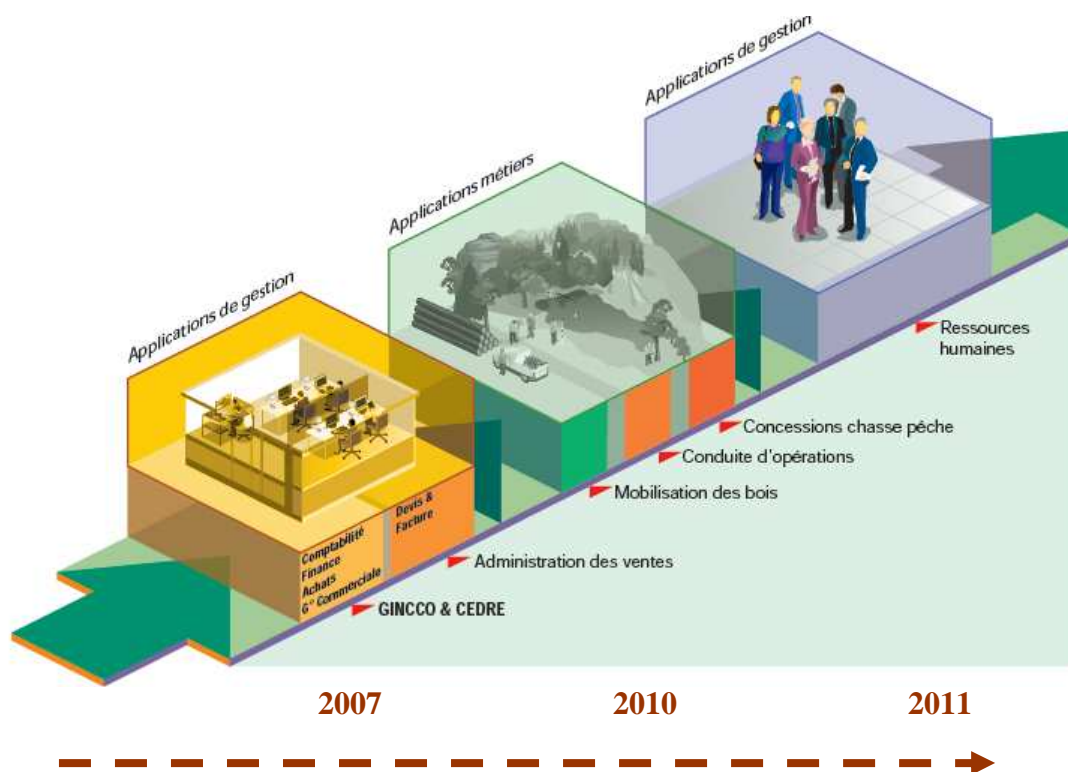 Applications de gestion
Applications métiers
Applications de gestion
Ressources
humaines
Concessions chasse pêche
Conduite d'opérations
Mobilisation des bois
Devis &
Facture
Comptabilité
Finance
Achats
G° Commerciale
Administration des ventes
GINCCO & CEDRE
2007
2010
2011